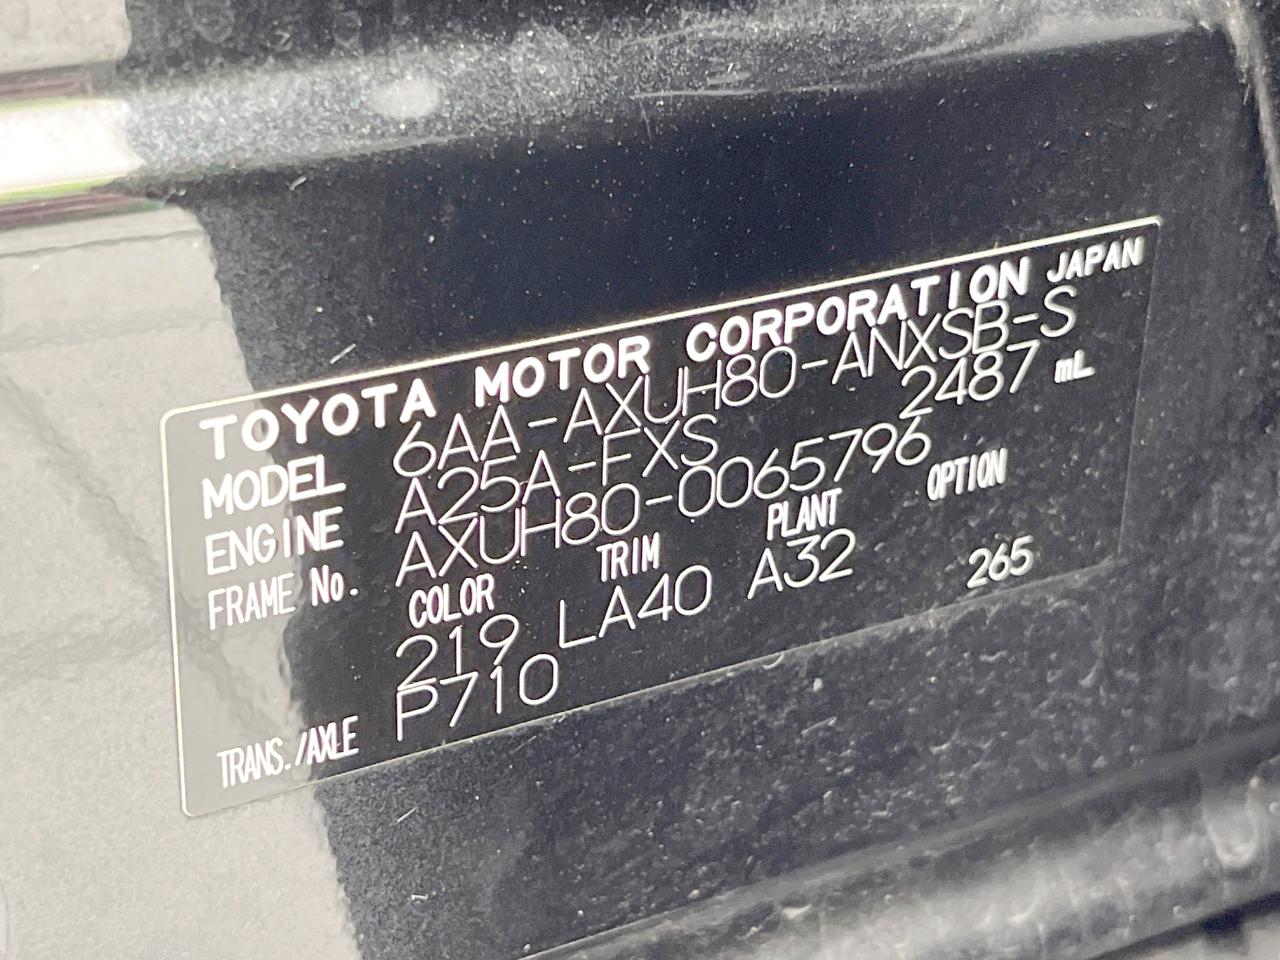 TOYOTA MOTOR CORPORATION JAPAN
MODEL 6AA-AXUH80-ANXSB-S
ENGINE A25A-FXS 2487 mL
FRAME No. AXUH80-0065796
COLOR TRIM PLANT OPTION
219 LA40 A32 265
TRANS./AXLE P710